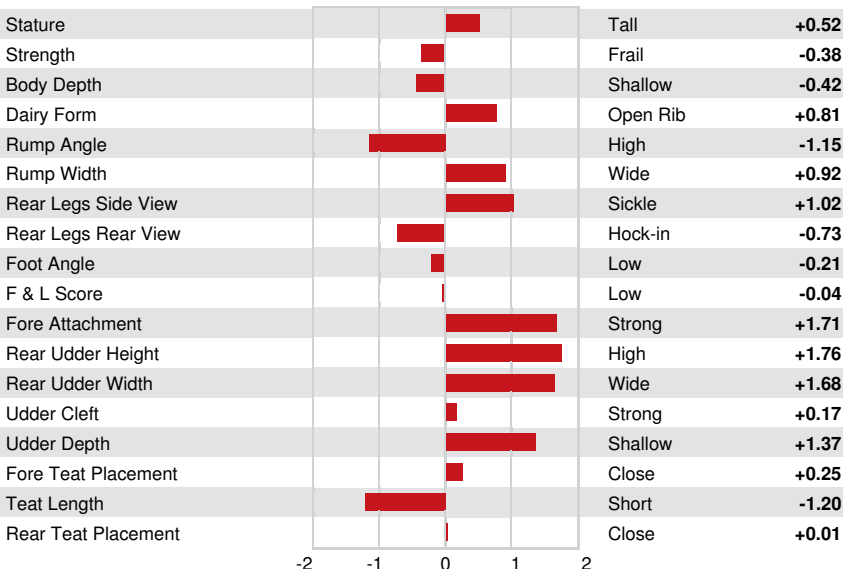 Stature Tall +0.52
Strength Frail -0.38
Body Depth Shallow -0.42
Dairy Form Open Rib +0.81
Rump Angle High -1.15
Rump Width Wide +0.92
Rear Legs Side View Sickle +1.02
Rear Legs Rear View Hock-in -0.73
Foot Angle Low -0.21
F & L Score Low -0.04
Fore Attachment Strong +1.71
Rear Udder Height High +1.76
Rear Udder Width Wide +1.68
Udder Cleft Strong +0.17
Udder Depth Shallow +1.37
Fore Teat Placement Close +0.25
Teat Length Short -1.20
Rear Teat Placement Close +0.01
-2 -1 0 1 2